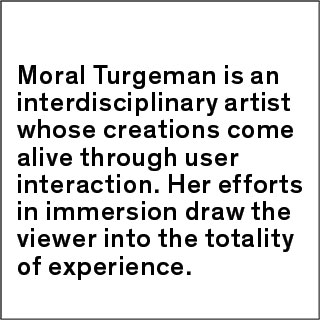 Moral Turgeman is an
interdisciplinary artist
whose creations come
alive through user
interaction. Her efforts
in immersion draw the
viewer into the totality
of experience.